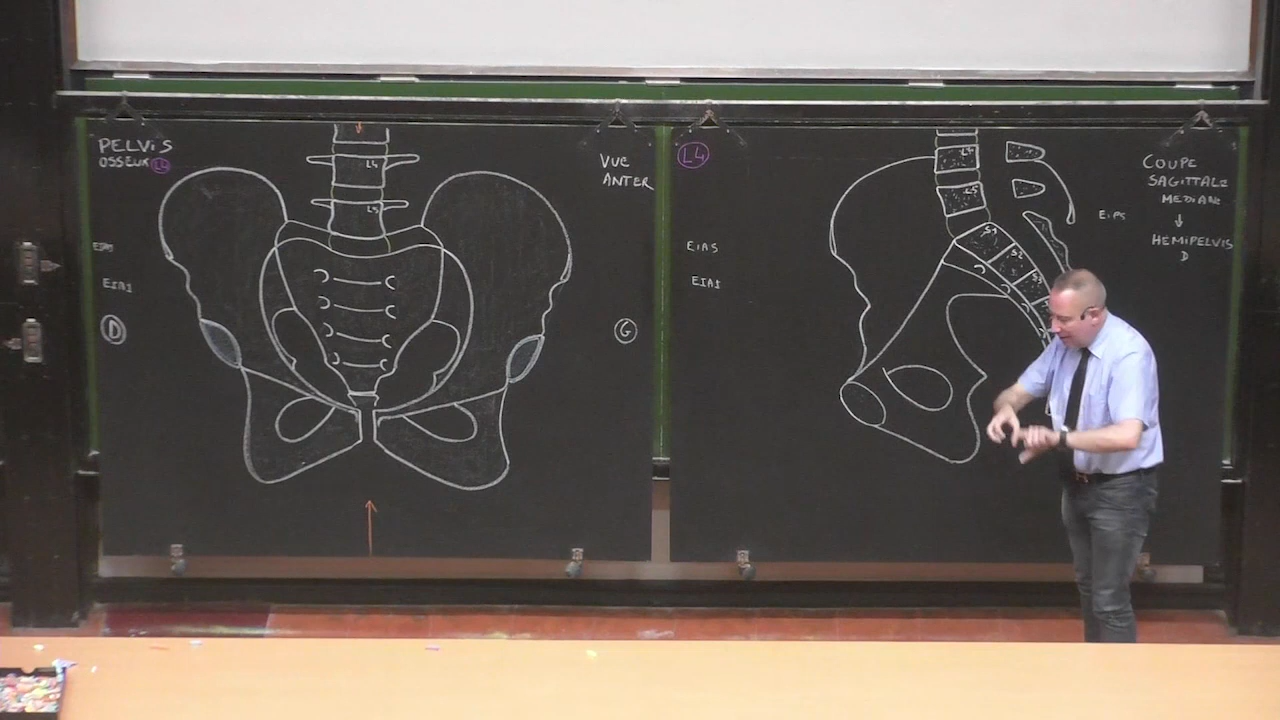 PELVIS
OSSEUX L4
VUE
ANTER
L4
L5
EIAS
D
G
L4
COUPE
SAGITTALE
MEDIANE
HEMIPELVIS
D
L4
L5
S1
S2
S3
EIPS
EIAS
EIAI